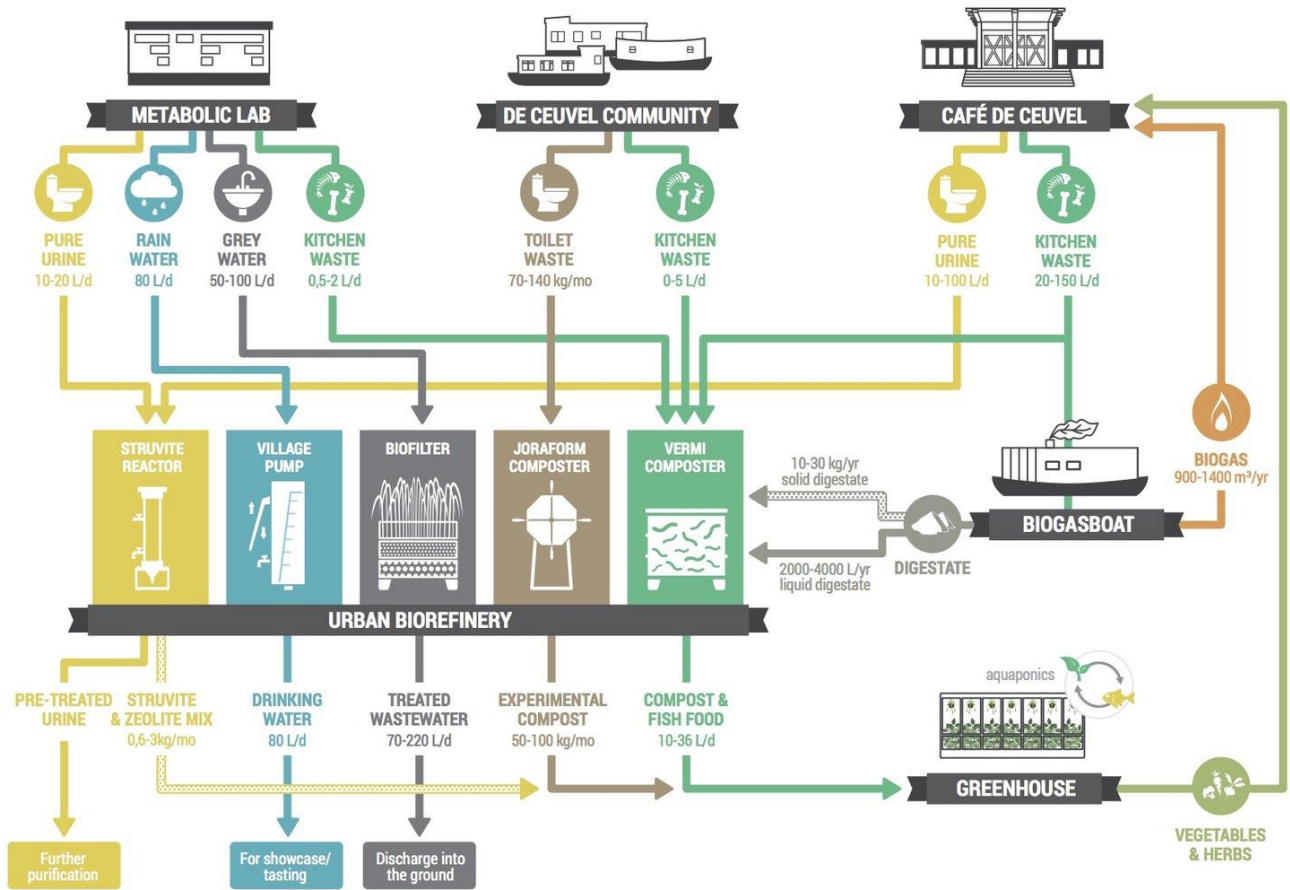 METABOLIC LAB
DE CEUVEL COMMUNITY
CAFÉ DE CEUVEL
PURE
URINE
10-20 L/d
RAIN
WATER
80 L/d
GREY
WATER
50-100 L/d
KITCHEN
WASTE
0,5-2 L/d
TOILET
WASTE
70-140 kg/mo
KITCHEN
WASTE
0-5 L/d
PURE
URINE
10-100 L/d
KITCHEN
WASTE
20-150 L/d
STRUVITE
REACTOR
VILLAGE
PUMP
BIOFILTER
JORAFORM
COMPOSTER
VERMI
COMPOSTER
10-30 kg/yr
solid digestate
2000-4000 L/yr
liquid digestate
DIGESTATE
BIOGASBOAT
BIOGAS
900-1400 m³/yr
URBAN BIOREFINERY
PRE-TREATED
URINE
STRUVITE
& ZEOLITE MIX
0,6-3kg/mo
DRINKING
WATER
80 L/d
TREATED
WASTEWATER
70-220 L/d
EXPERIMENTAL
COMPOST
50-100 kg/mo
COMPOST &
FISH FOOD
10-36 L/d
aquaponics
GREENHOUSE
VEGETABLES
& HERBS
Further
purification
For showcase/
tasting
Discharge into
the ground